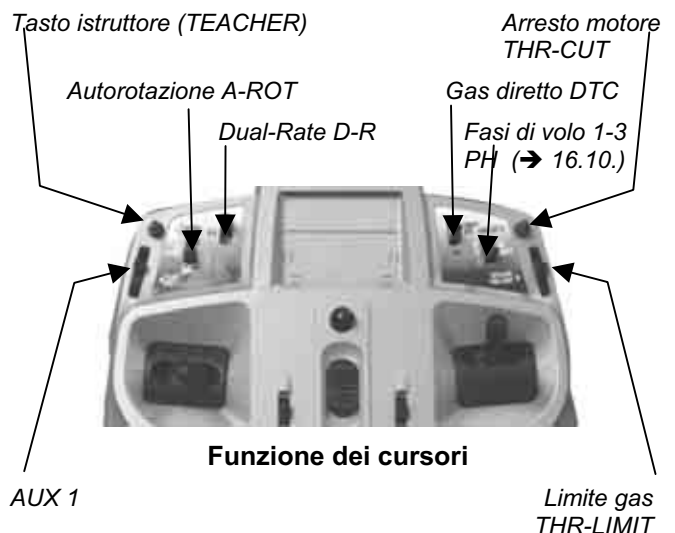 Tasto istruttore (TEACHER)
Arresto motore
THR-CUT
Autorotazione A-ROT
Gas diretto DTC
Dual-Rate D-R
Fasi di volo 1-3
PH (➔ 16.10.)
Funzione dei cursori
AUX 1
Limite gas
THR-LIMIT